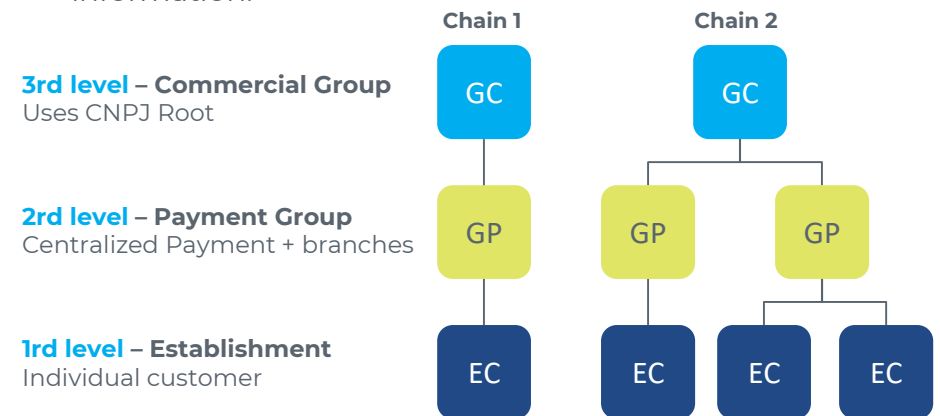 Chain 1
Chain 2
3rd level – Commercial Group
Uses CNPJ Root
GC
GC
2rd level – Payment Group
Centralized Payment + branches
GP
GP
GP
1rd level – Establishment
Individual customer
EC
EC
EC
EC